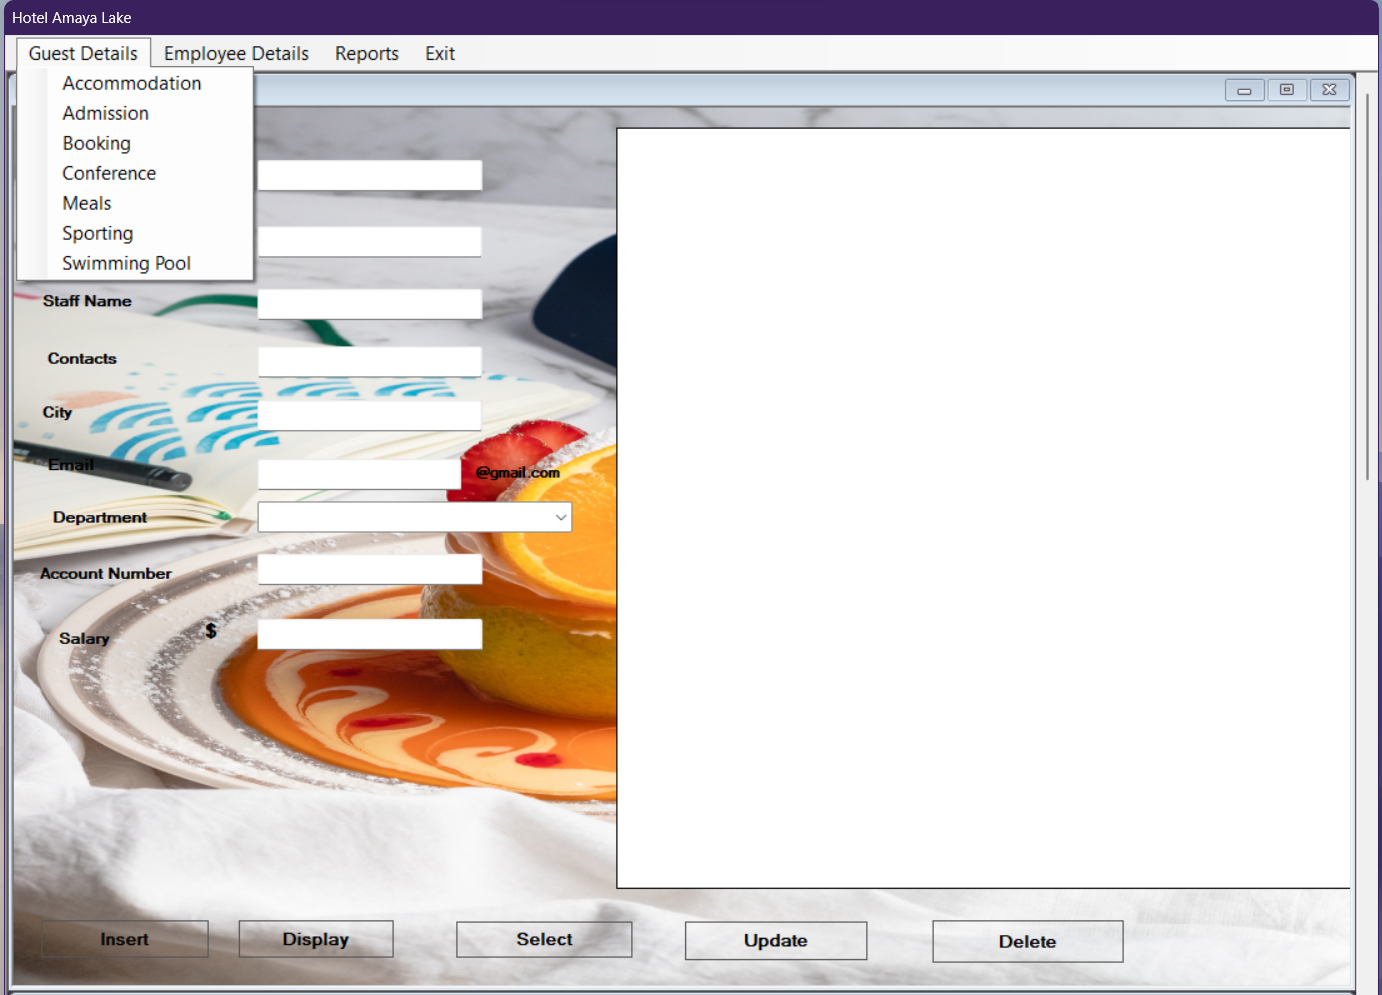 Hotel Amaya Lake
Guest Details Employee Details Reports Exit
Accommodation
Admission
Booking
Conference
Meals
Sporting
Swimming Pool
Staff Name
Contacts
City
Email @gmail.com
Department
Account Number
Salary $
Insert Display Select Update Delete